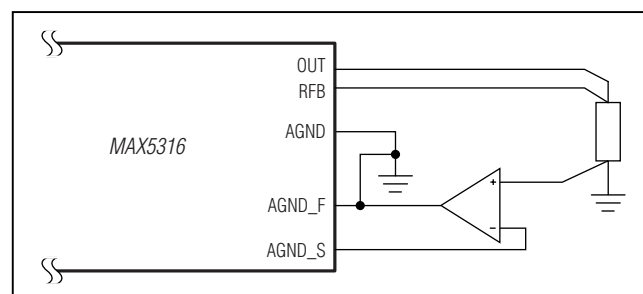 OUT
RFB
AGND
MAX5316
AGND_F
AGND_S
+
-